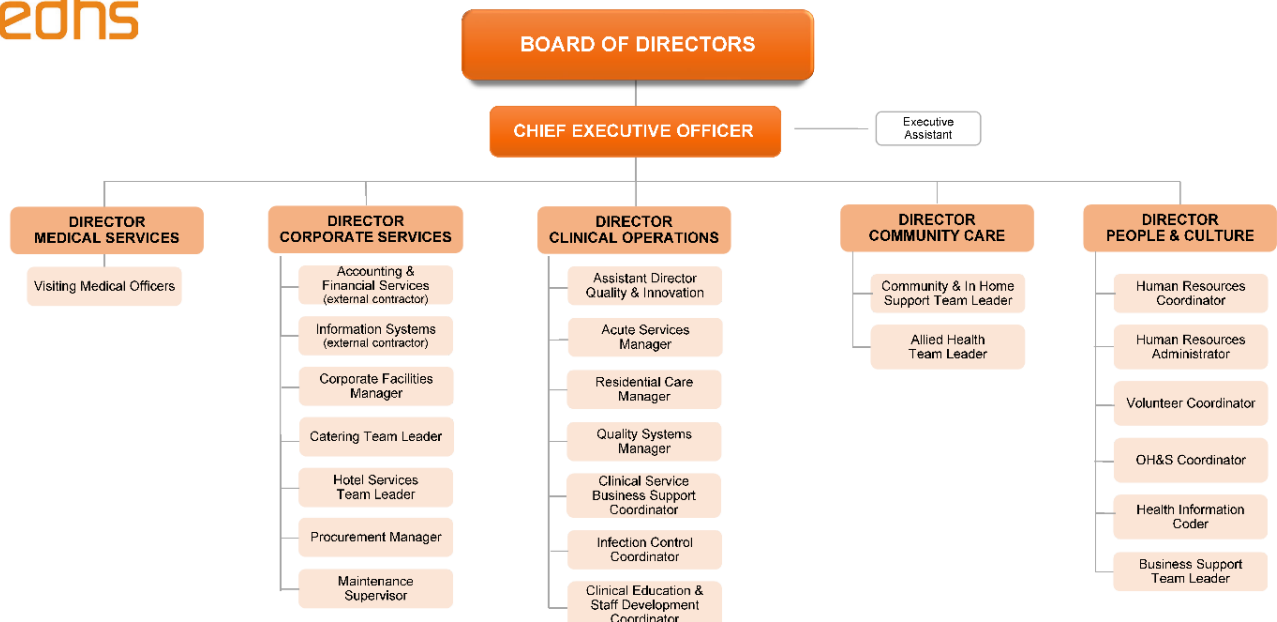 edhs
BOARD OF DIRECTORS
CHIEF EXECUTIVE OFFICER
Executive
Assistant
DIRECTOR
MEDICAL SERVICES
Visiting Medical Officers
DIRECTOR
CORPORATE SERVICES
Accounting &
Financial Services
(external contractor)
Information Systems
(external contractor)
Corporate Facilities
Manager
Catering Team Leader
Hotel Services
Team Leader
Procurement Manager
Maintenance
Supervisor
DIRECTOR
CLINICAL OPERATIONS
Assistant Director
Quality & Innovation
Acute Services
Manager
Residential Care
Manager
Quality Systems
Manager
Clinical Service
Business Support
Coordinator
Infection Control
Coordinator
Clinical Education &
Staff Development
Coordinator
DIRECTOR
COMMUNITY CARE
Community & In Home
Support Team Leader
Allied Health
Team Leader
DIRECTOR
PEOPLE & CULTURE
Human Resources
Coordinator
Human Resources
Administrator
Volunteer Coordinator
OH&S Coordinator
Health Information
Coder
Business Support
Team Leader